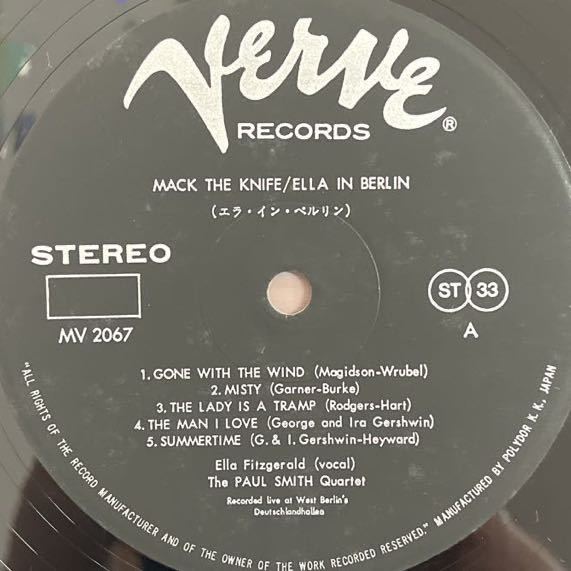 Verve
RECORDS ®
MACK THE KNIFE/ELLA IN BERLIN
(エラ・イン・ベルリン)
STEREO
MV 2067
ST 33
A
1. GONE WITH THE WIND (Magidson-Wrubel)
2. MISTY (Garner-Burke)
3. THE LADY IS A TRAMP (Rodgers-Hart)
4. THE MAN I LOVE (George and Ira Gershwin)
5. SUMMERTIME (G. & I. Gershwin-Heyward)
Ella Fitzgerald (vocal)
The PAUL SMITH Quartet
Recorded live at West Berlin's
Deutschlandhallen
"ALL RIGHTS OF THE RECORD MANUFACTURER AND OF THE OWNER OF THE WORK RECORDED RESERVED." MANUFACTURED BY POLYDOR K. K., JAPAN